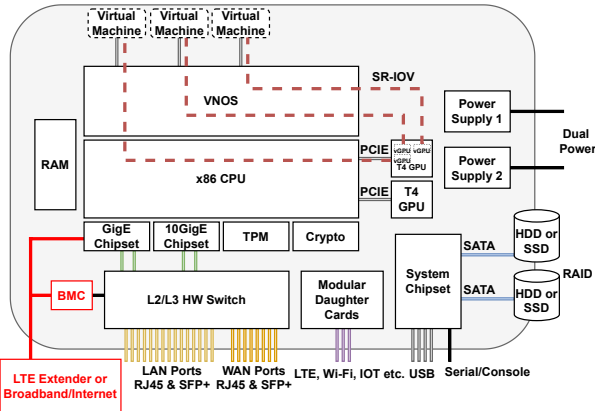 Virtual Machine
Virtual Machine
Virtual Machine
SR-IOV
VNOS
Power
Supply 1
Dual
Power
RAM
PCIE
vGPU
vGPU
vGPU
T4 GPU
Power
Supply 2
x86 CPU
PCIE
T4
GPU
GigE
Chipset
10GigE
Chipset
TPM
Crypto
HDD or
SSD
SATA
System
Chipset
BMC
L2/L3 HW Switch
Modular
Daughter
Cards
SATA
RAID
HDD or
SSD
LTE Extender or
Broadband/Internet
LAN Ports
RJ45 & SFP+
WAN Ports
RJ45 & SFP+
LTE, Wi-Fi, IOT etc.
USB
Serial/Console